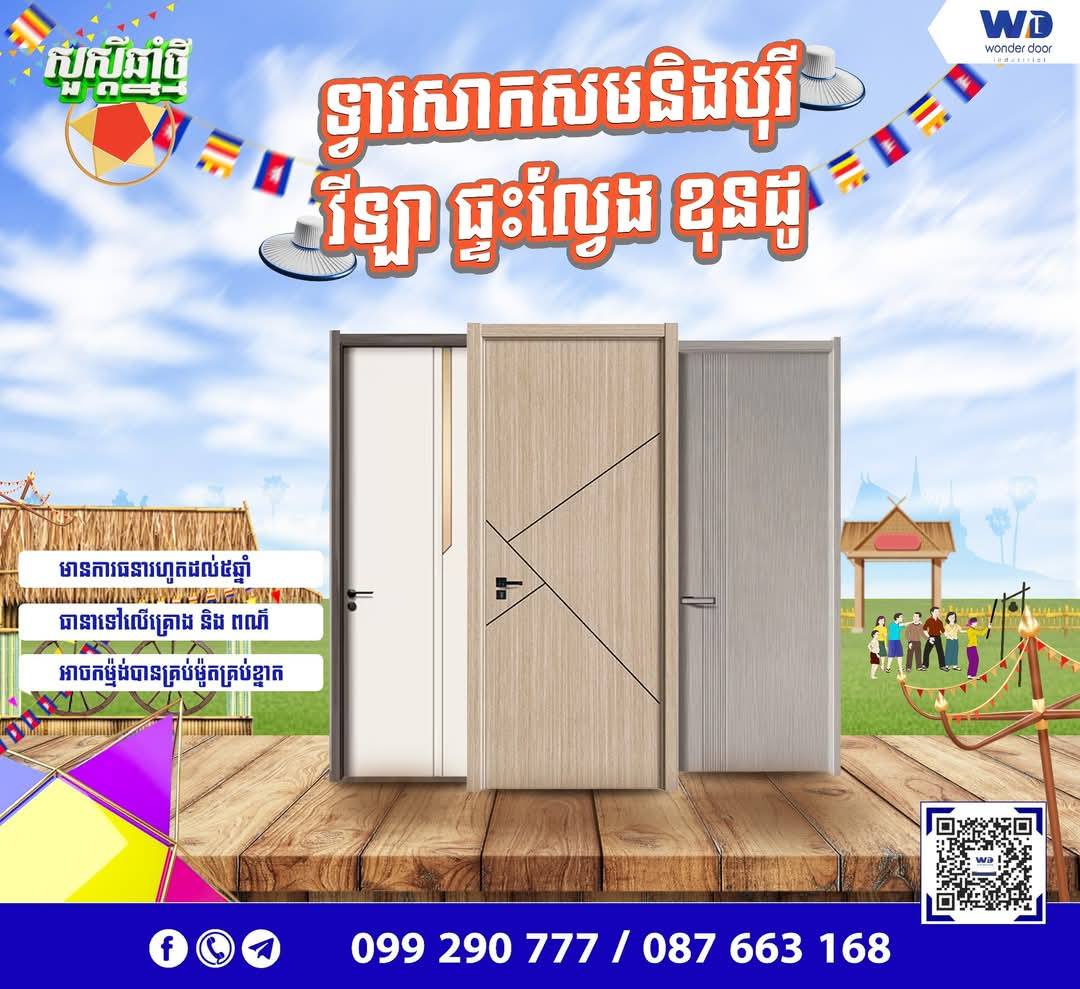 សួស្តីឆ្នាំថ្មី
WD
wonder door
industrial
ទ្វារសាកសមនិងបុរី
វីឡា ផ្ទះល្វែង ខុនដូ
មានការធនារហូតដល់៥ឆ្នាំ
ធានាទៅលើគ្រោង និង ពណ៌
អាចកម្ម៉ង់បានគ្រប់ម៉ូតគ្រប់ខ្នាត
WD
099 290 777 / 087 663 168